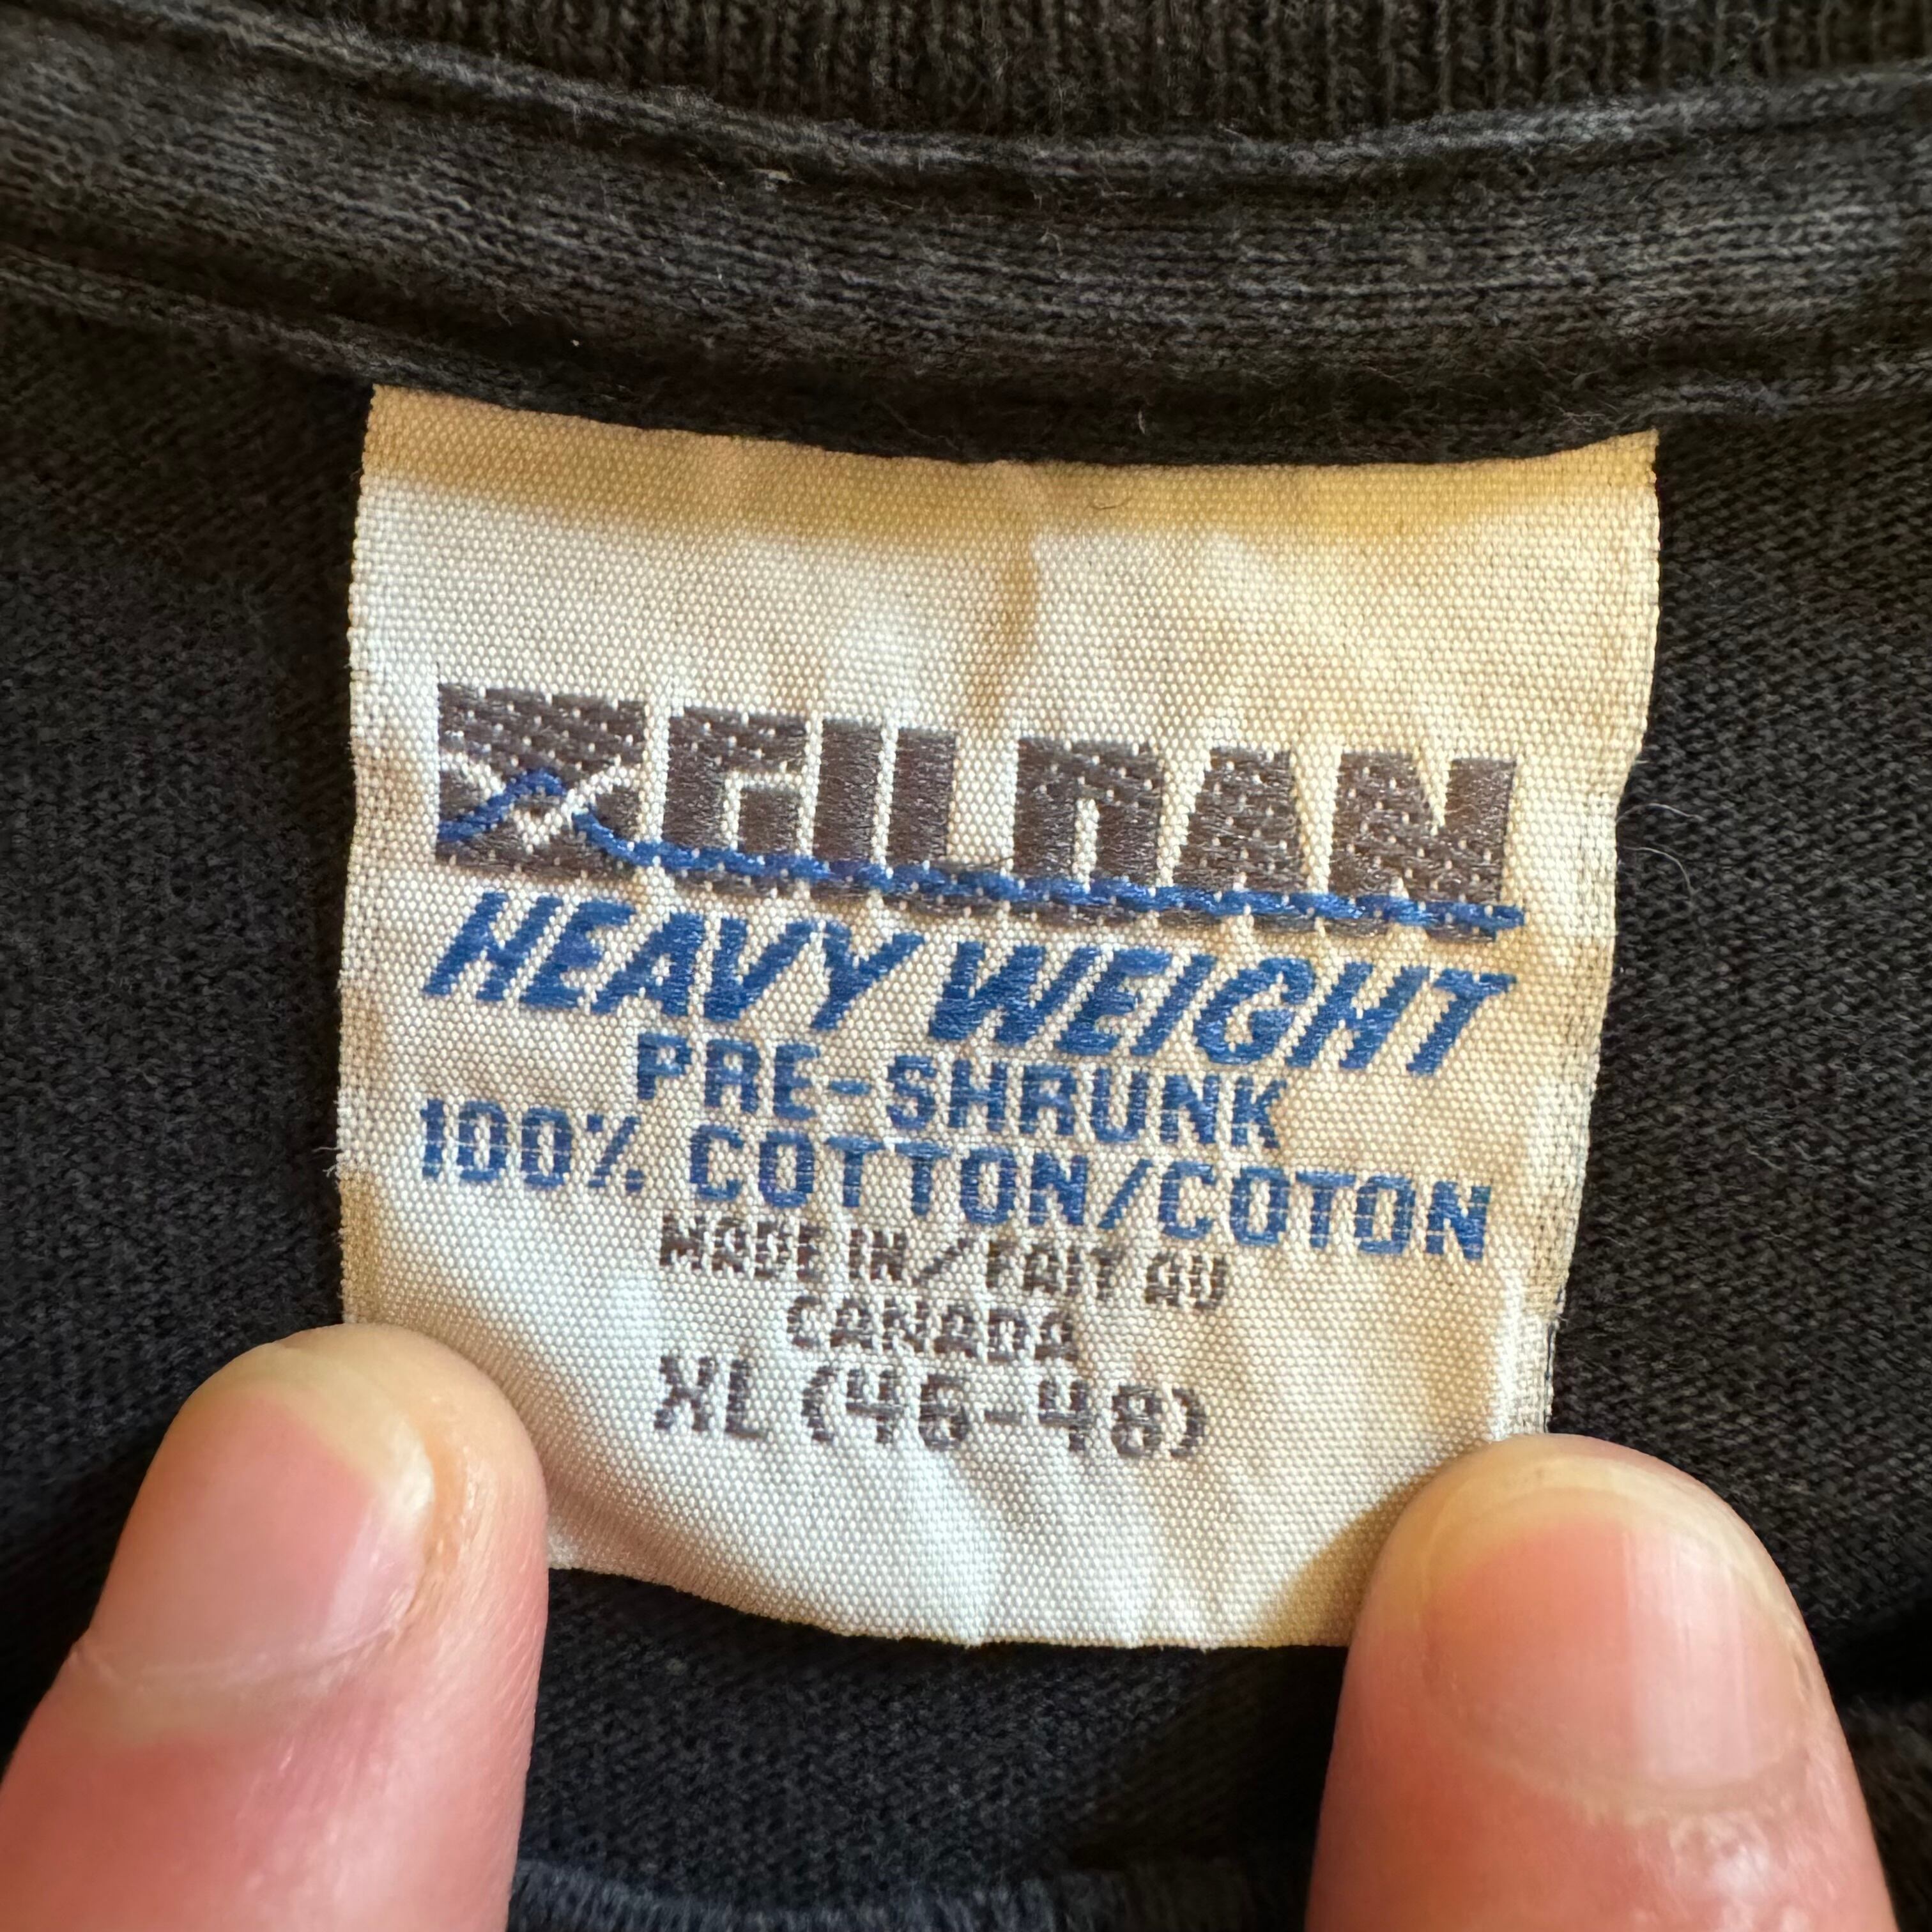 GILDAN
HEAVY WEIGHT
PRE-SHRUNK
100% COTTON/COTON
MADE IN/FAIT AU
CANADA
XL (46-48)